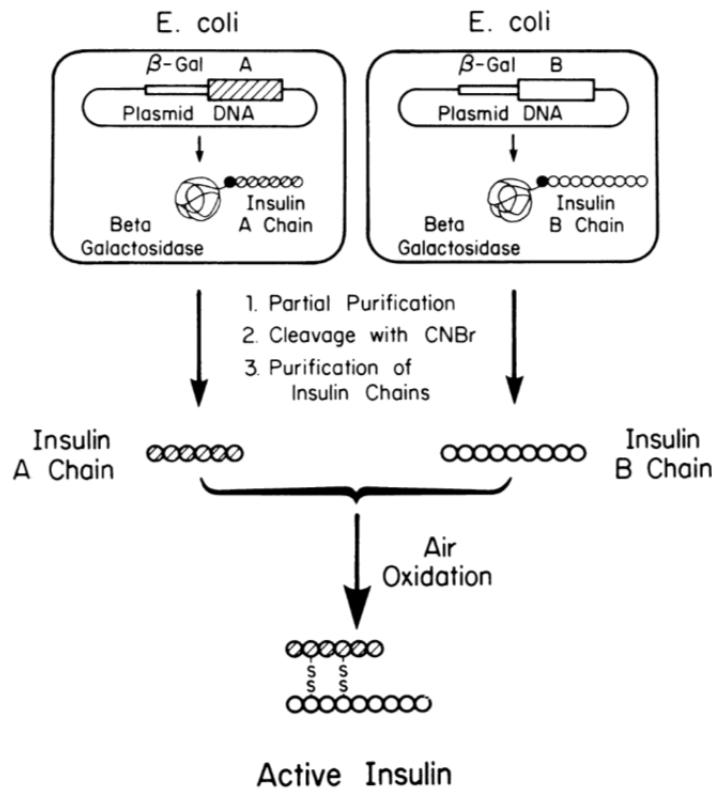 E. coli
E. coli
β-Gal A
Plasmid DNA
Insulin
A Chain
Beta
Galactosidase
β-Gal B
Plasmid DNA
Insulin
B Chain
Beta
Galactosidase
1. Partial Purification
2. Cleavage with CNBr
3. Purification of
Insulin Chains
Insulin
A Chain
Insulin
B Chain
Air
Oxidation
S S
S S
Active Insulin